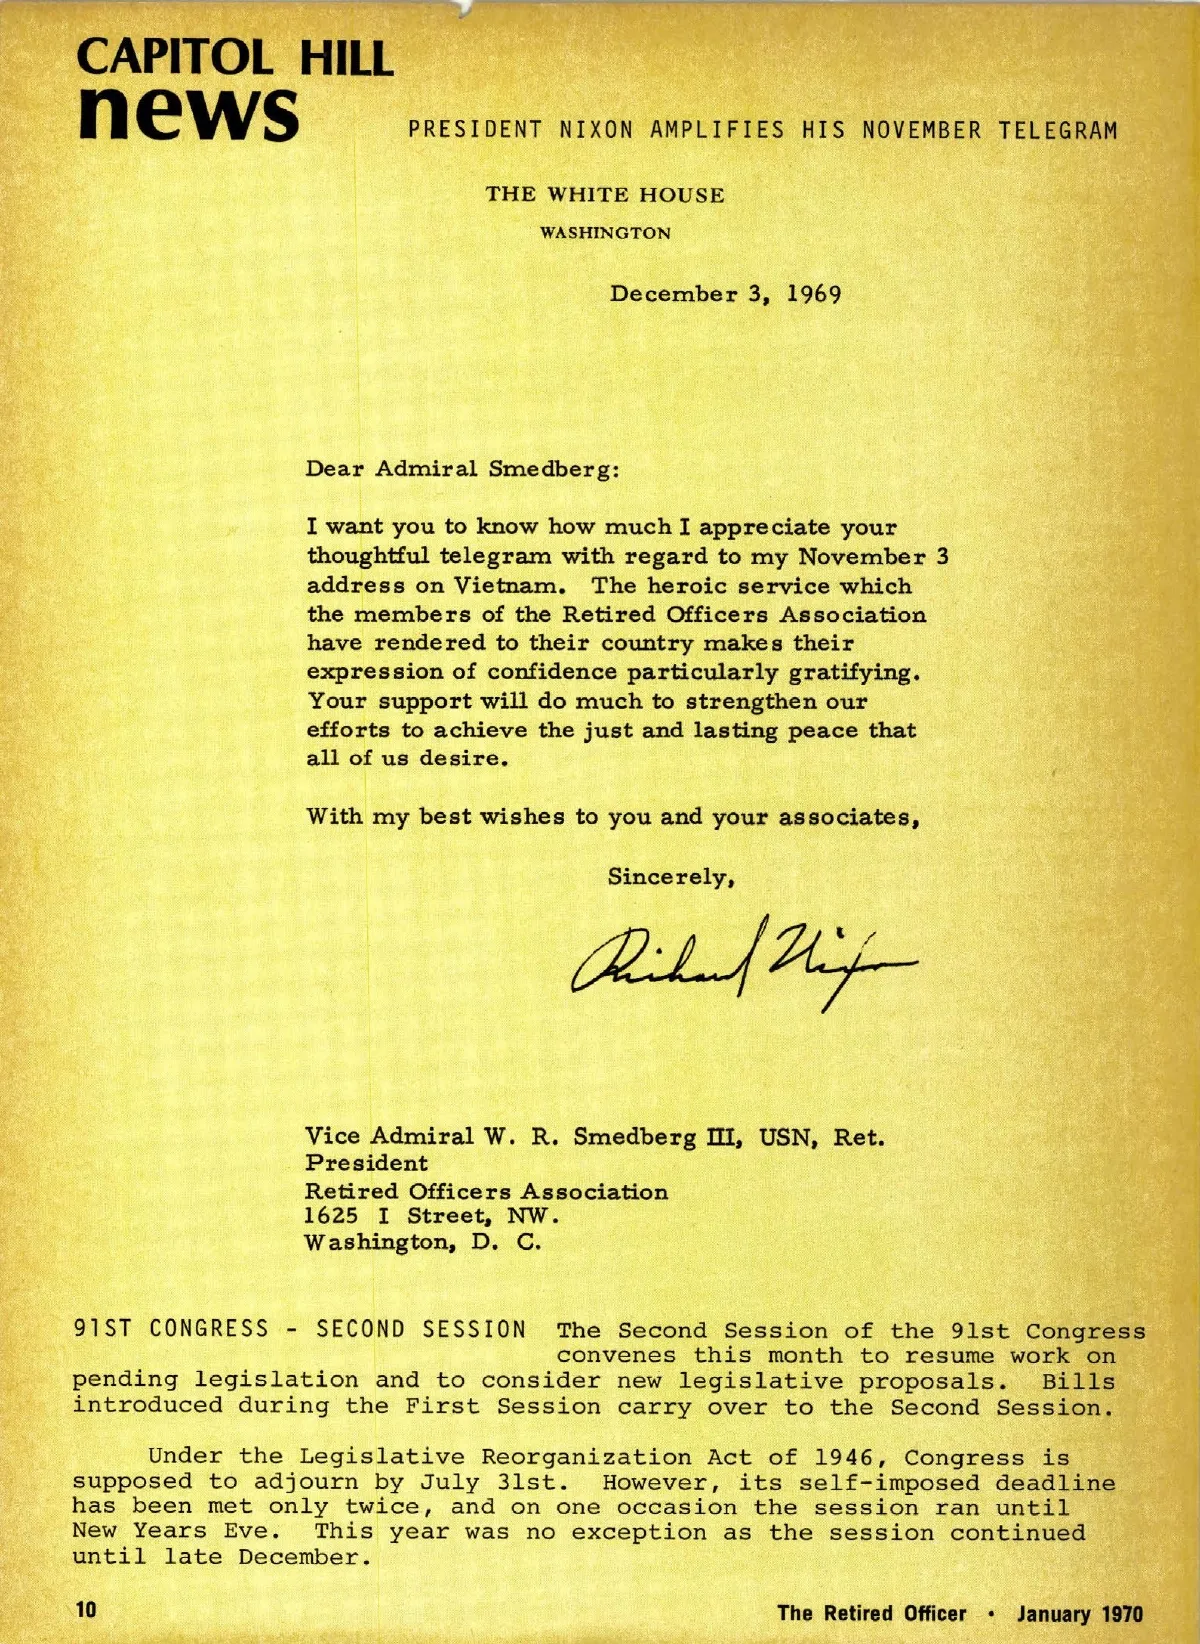 CAPITOL HILL
news
PRESIDENT NIXON AMPLIFIES HIS NOVEMBER TELEGRAM
THE WHITE HOUSE
WASHINGTON
December 3, 1969
Dear Admiral Smedberg:
I want you to know how much I appreciate your
thoughtful telegram with regard to my November 3
address on Vietnam. The heroic service which
the members of the Retired Officers Association
have rendered to their country makes their
expression of confidence particularly gratifying.
Your support will do much to strengthen our
efforts to achieve the just and lasting peace that
all of us desire.
With my best wishes to you and your associates,
Sincerely,
Richard Nixon
Vice Admiral W. R. Smedberg III, USN, Ret.
President
Retired Officers Association
1625 I Street, NW.
Washington, D. C.
91ST CONGRESS - SECOND SESSION The Second Session of the 91st Congress
convenes this month to resume work on
pending legislation and to consider new legislative proposals. Bills
introduced during the First Session carry over to the Second Session.
Under the Legislative Reorganization Act of 1946, Congress is
supposed to adjourn by July 31st. However, its self-imposed deadline
has been met only twice, and on one occasion the session ran until
New Years Eve. This year was no exception as the session continued
until late December.
10
The Retired Officer • January 1970